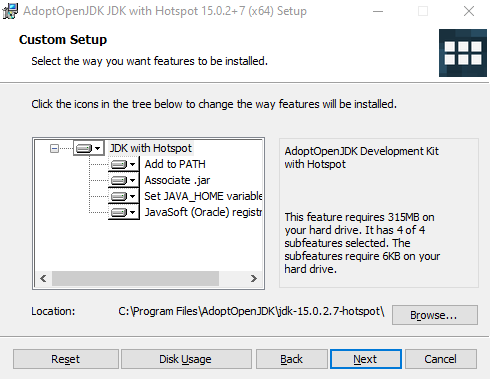 AdoptOpenJDK JDK with Hotspot 15.0.2+7 (x64) Setup
Custom Setup
Select the way you want features to be installed.
Click the icons in the tree below to change the way features will be installed.
JDK with Hotspot
Add to PATH
Associate .jar
Set JAVA_HOME variable
JavaSoft (Oracle) registr
AdoptOpenJDK Development Kit
with Hotspot
This feature requires 315MB on
your hard drive. It has 4 of 4
subfeatures selected. The
subfeatures require 6KB on your
hard drive.
Location:
C:\Program Files\AdoptOpenJDK\jdk-15.0.2.7-hotspot\
Browse...
Reset
Disk Usage
Back
Next
Cancel